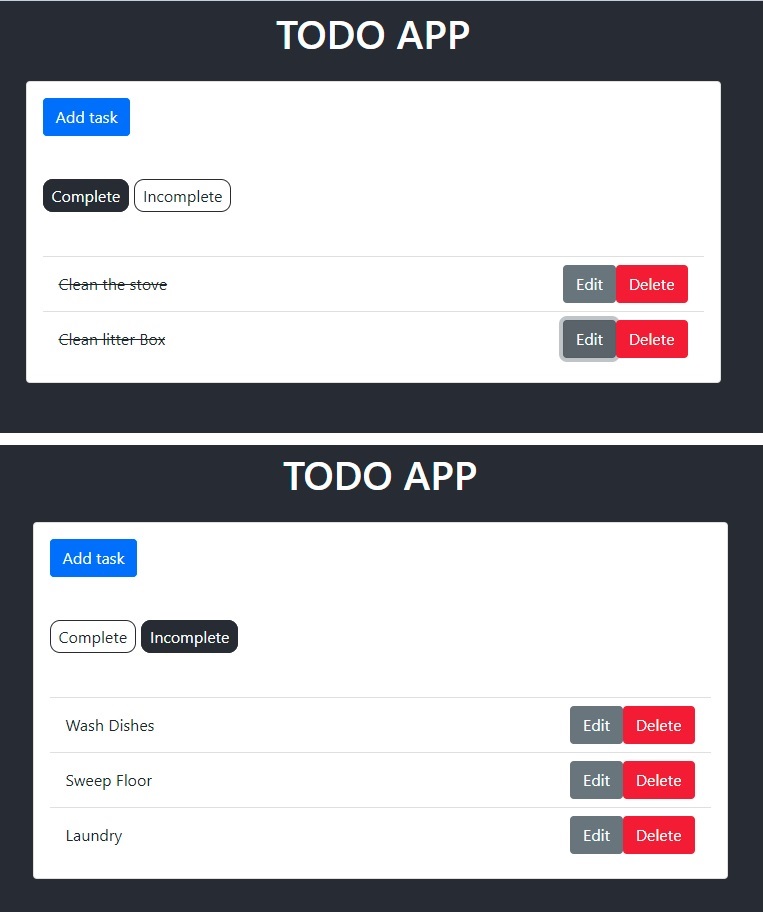 TODO APP
Add task
Complete Incomplete
Clean the stove Edit Delete
Clean litter Box Edit Delete
TODO APP
Add task
Complete Incomplete
Wash Dishes Edit Delete
Sweep Floor Edit Delete
Laundry Edit Delete